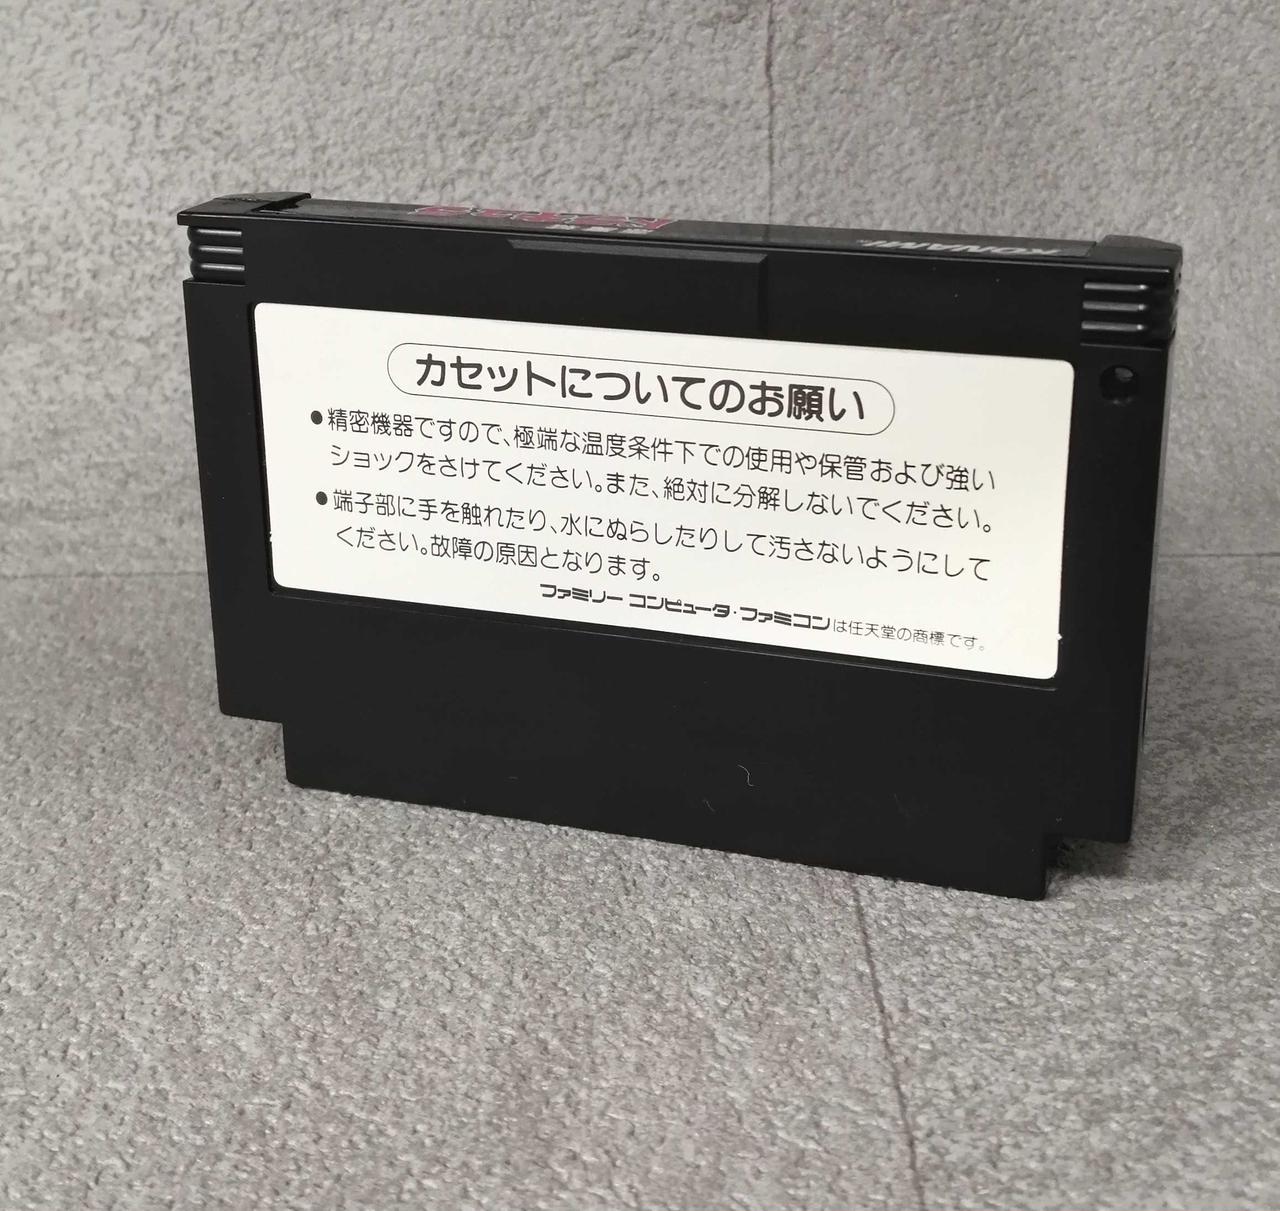 KONAMI
カセットについてのお願い
●精密機器ですので、極端な温度条件下での使用や保管および強い
ショックをさけてください。また、絶対に分解しないでください。
●端子部に手を触れたり、水にぬらしたりして汚さないようにして
ください。故障の原因となります。
ファミリー コンピュータ・ファミコンは任天堂の商標です。